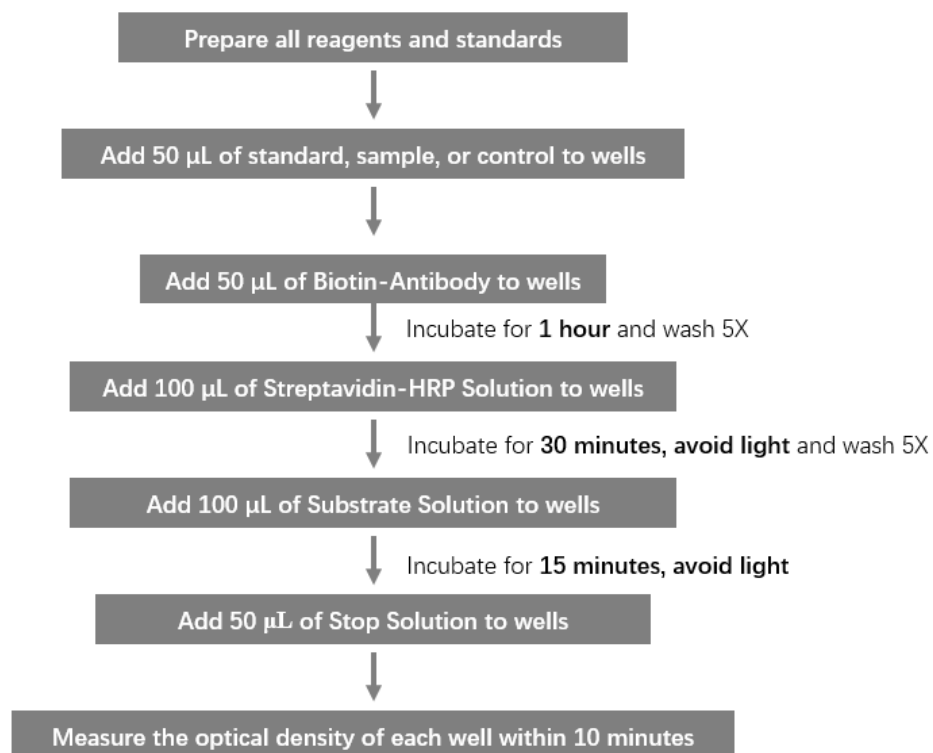 Prepare all reagents and standards
Add 50 μL of standard, sample, or control to wells
Add 50 μL of Biotin-Antibody to wells
Incubate for 1 hour and wash 5X
Add 100 μL of Streptavidin-HRP Solution to wells
Incubate for 30 minutes, avoid light and wash 5X
Add 100 μL of Substrate Solution to wells
Incubate for 15 minutes, avoid light
Add 50 μL of Stop Solution to wells
Measure the optical density of each well within 10 minutes